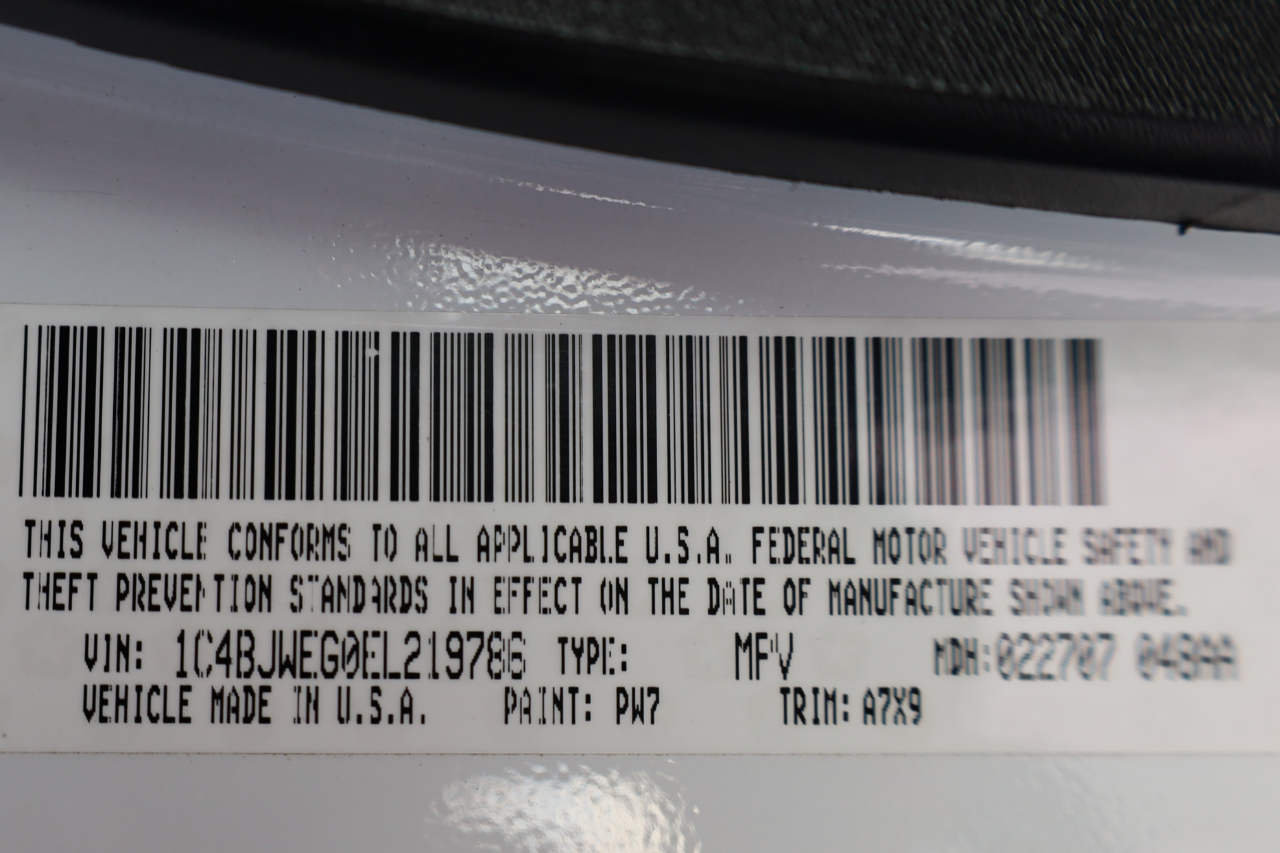 THIS VEHICLE CONFORMS TO ALL APPLICABLE U.S.A. FEDERAL MOTOR VEHICLE SAFETY AND
THEFT PREVENTION STANDARDS IN EFFECT ON THE DATE OF MANUFACTURE SHOWN ABOVE.
VIN: 1C4BJWEG0EL219786 TYPE: MPV MDH:022707 048AA
VEHICLE MADE IN U.S.A. PAINT: PW7 TRIM: A7X9